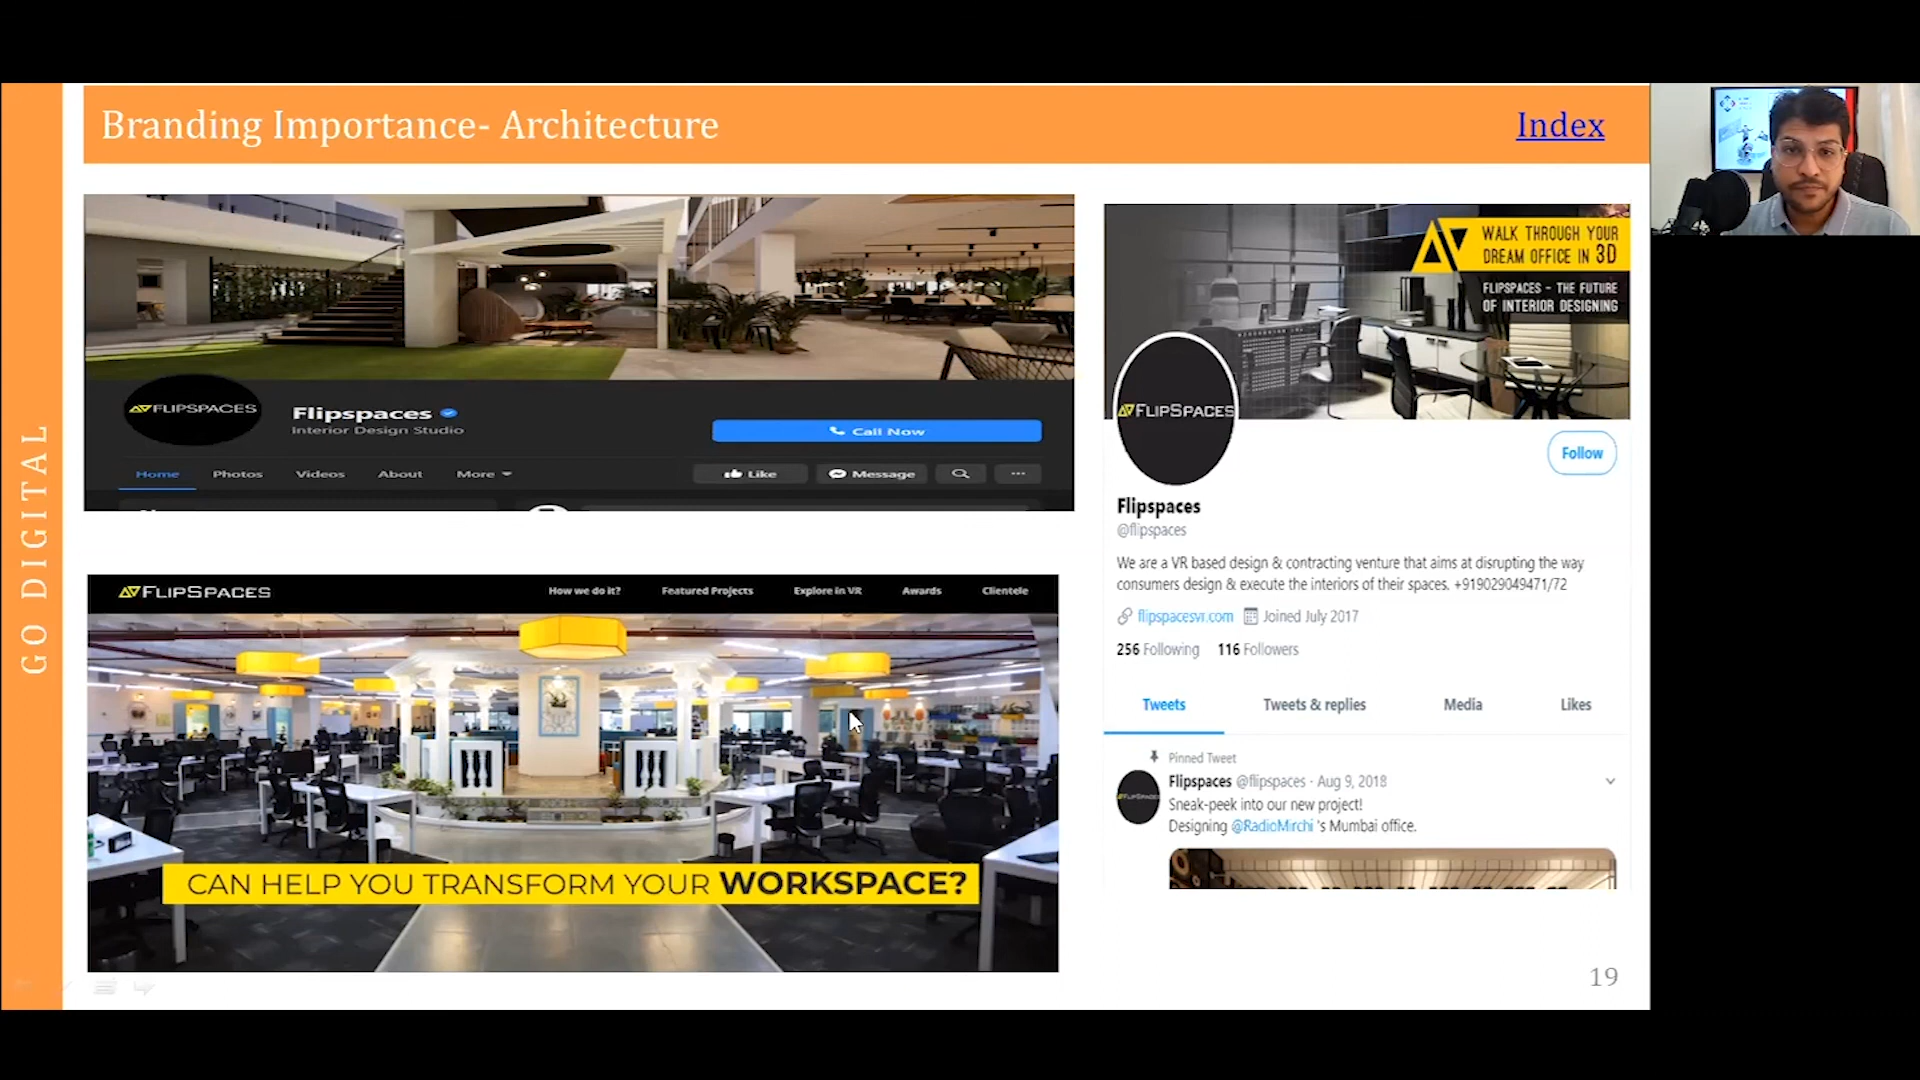 Branding Importance- Architecture
Index
GO DIGITAL
FLIPSPACES
Flipspaces
Interior Design Studio
Call Now
Home
Photos
Videos
About
More
Like
Message
FLIPSPACES
How we do it?
Featured Projects
Explore in VR
Awards
Clientele
CAN HELP YOU TRANSFORM YOUR WORKSPACE?
WALK THROUGH YOUR
DREAM OFFICE IN 3D
FLIPSPACES - THE FUTURE
OF INTERIOR DESIGNING
FLIPSPACES
Follow
Flipspaces
@flipspaces
We are a VR based design & contracting venture that aims at disrupting the way
consumers design & execute the interiors of their spaces. +919029049471/72
flipspacesvr.com Joined July 2017
256 Following 116 Followers
Tweets
Tweets & replies
Media
Likes
Pinned Tweet
Flipspaces @flipspaces · Aug 9, 2018
Sneak-peek into our new project!
Designing @RadioMirchi 's Mumbai office.
FLIPSPACES
19